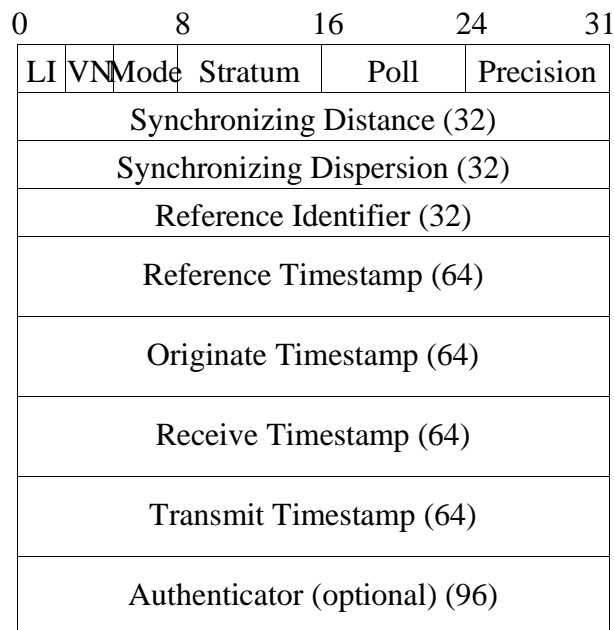 0 8 16 24 31
LI VN Mode Stratum Poll Precision
Synchronizing Distance (32)
Synchronizing Dispersion (32)
Reference Identifier (32)
Reference Timestamp (64)
Originate Timestamp (64)
Receive Timestamp (64)
Transmit Timestamp (64)
Authenticator (optional) (96)